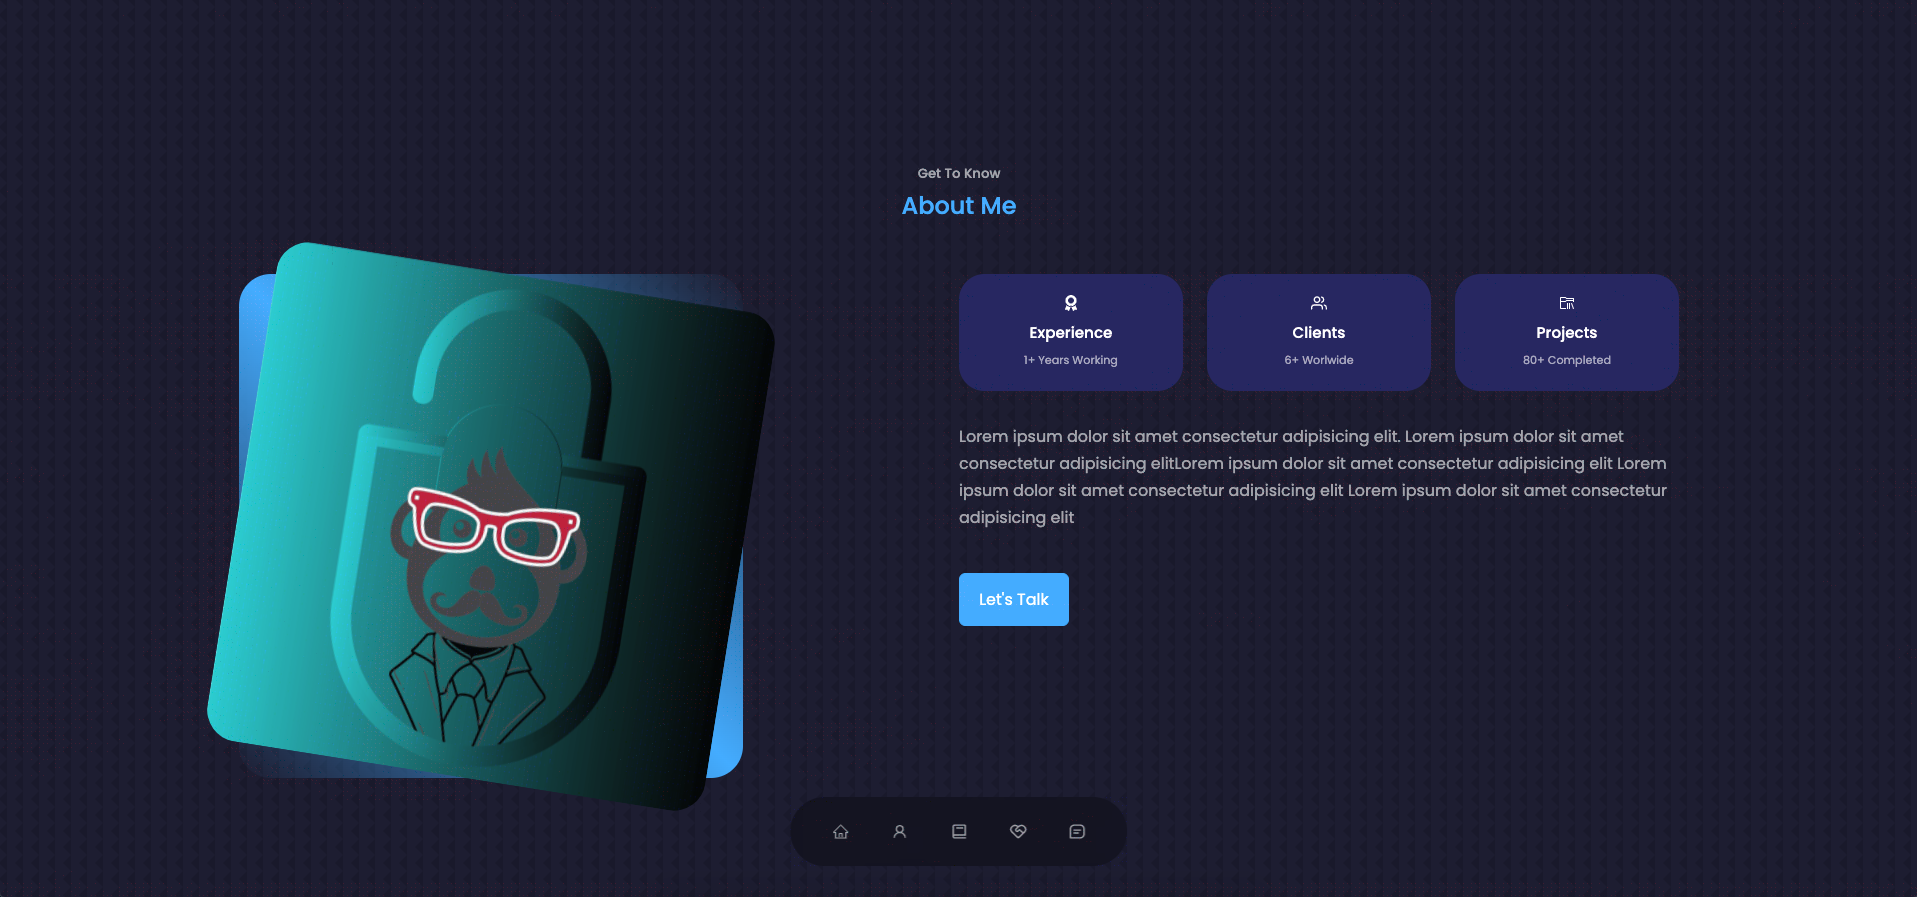 Get To Know
About Me
Experience
1+ Years Working
Clients
6+ Worlwide
Projects
80+ Completed
Lorem ipsum dolor sit amet consectetur adipisicing elit. Lorem ipsum dolor sit amet
consectetur adipisicing elitLorem ipsum dolor sit amet consectetur adipisicing elit Lorem
ipsum dolor sit amet consectetur adipisicing elit Lorem ipsum dolor sit amet consectetur
adipisicing elit
Let's Talk